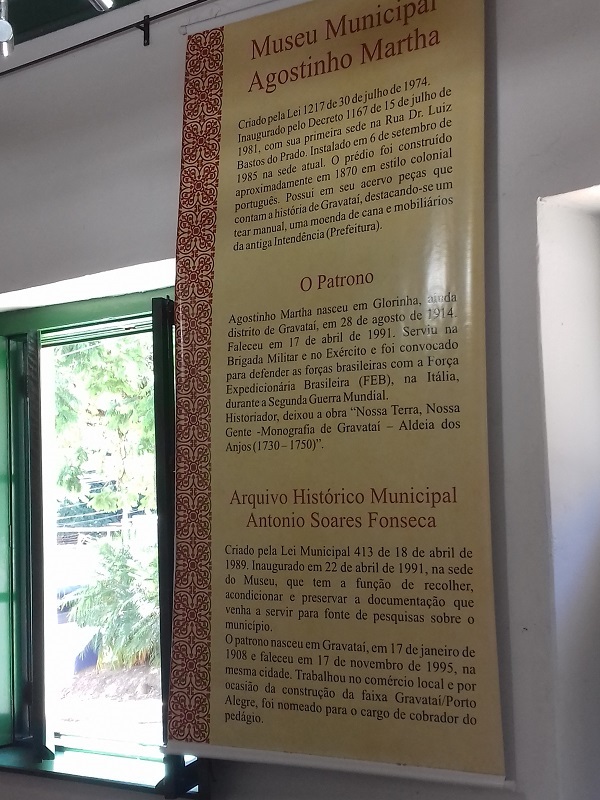 Museu Municipal
Agostinho Martha
Criado pela Lei 1217 de 30 de julho de 1974.
Inaugurado pelo Decreto 1167 de 15 de julho de
1981, com sua primeira sede na Rua Dr. Luiz
Bastos do Prado. Instalado em 6 de setembro de
1985 na sede atual. O prédio foi construído
aproximadamente em 1870 em estilo colonial
português. Possui em seu acervo peças que
contam a história de Gravataí, destacando-se um
tear manual, uma moenda de cana e mobiliários
da antiga Intendência (Prefeitura).
O Patrono
Agostinho Martha nasceu em Glorinha, ainda
distrito de Gravataí, em 28 de agosto de 1914.
Faleceu em 17 de abril de 1991. Serviu na
Brigada Militar e no Exército e foi convocado
para defender as forças brasileiras com a Força
Expedicionária Brasileira (FEB), na Itália,
durante a Segunda Guerra Mundial.
Historiador, deixou a obra “Nossa Terra, Nossa
Gente -Monografia de Gravataí – Aldeia dos
Anjos (1730 – 1750)”.
Arquivo Histórico Municipal
Antonio Soares Fonseca
Criado pela Lei Municipal 413 de 18 de abril de
1989. Inaugurado em 22 de abril de 1991, na sede
do Museu, que tem a função de recolher,
acondicionar e preservar a documentação que
venha a servir para fonte de pesquisas sobre o
município.
O patrono nasceu em Gravataí, em 17 de janeiro de
1908 e faleceu em 17 de novembro de 1995, na
mesma cidade. Trabalhou no comércio local e por
ocasião da construção da faixa Gravataí/Porto
Alegre, foi nomeado para o cargo de cobrador do
pedágio.